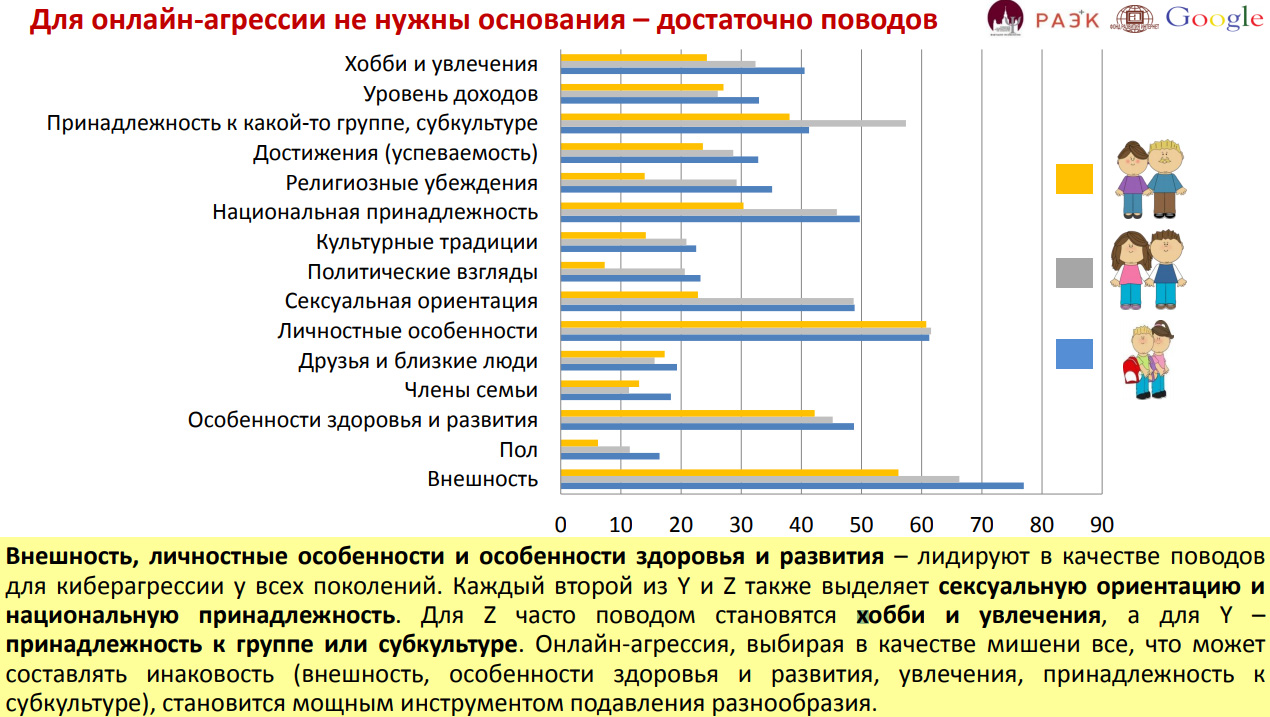 Для онлайн-агрессии не нужны основания – достаточно поводов
РАЭК
ФОНД РАЗВИТИЯ ИНТЕРНЕТ
Google
Хобби и увлечения
Уровень доходов
Принадлежность к какой-то группе, субкультуре
Достижения (успеваемость)
Религиозные убеждения
Национальная принадлежность
Культурные традиции
Политические взгляды
Сексуальная ориентация
Личностные особенности
Друзья и близкие люди
Члены семьи
Особенности здоровья и развития
Пол
Внешность
0 10 20 30 40 50 60 70 80 90
Внешность, личностные особенности и особенности здоровья и развития – лидируют в качестве поводов
для киберагрессии у всех поколений. Каждый второй из Y и Z также выделяет сексуальную ориентацию и
национальную принадлежность. Для Z часто поводом становятся хобби и увлечения, а для Y –
принадлежность к группе или субкультуре. Онлайн-агрессия, выбирая в качестве мишени все, что может
составлять инаковость (внешность, особенности здоровья и развития, увлечения, принадлежность к
субкультуре), становится мощным инструментом подавления разнообразия.